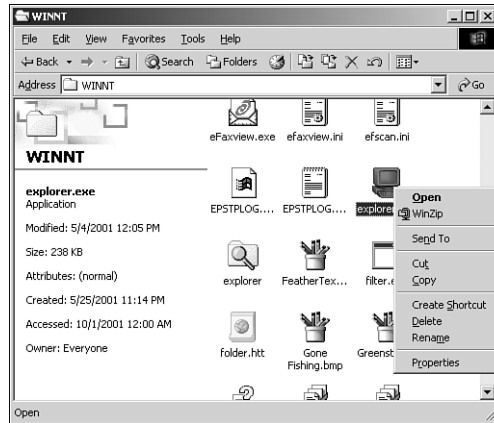 WINNT
File Edit View Favorites Tools Help
Back Search Folders
Address WINNT Go
WINNT
explorer.exe
Application
Modified: 5/4/2001 12:05 PM
Size: 238 KB
Attributes: (normal)
Created: 5/25/2001 11:14 PM
Accessed: 10/1/2001 12:00 AM
Owner: Everyone
eFaxview.exe efaxview.ini efscan.ini
EPSTPLOG.... EPSTPLOG.... explore
explorer FeatherTex... filter.e
folder.htt Gone Greenst
Fishing.bmp
Open
WinZip
Send To
Cut
Copy
Create Shortcut
Delete
Rename
Properties
Open